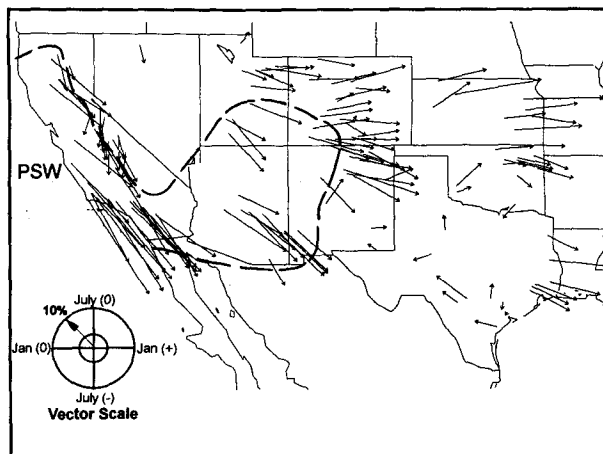 PSW
July (0)
10%
Jan (0)
Jan (+)
July (-)
Vector Scale